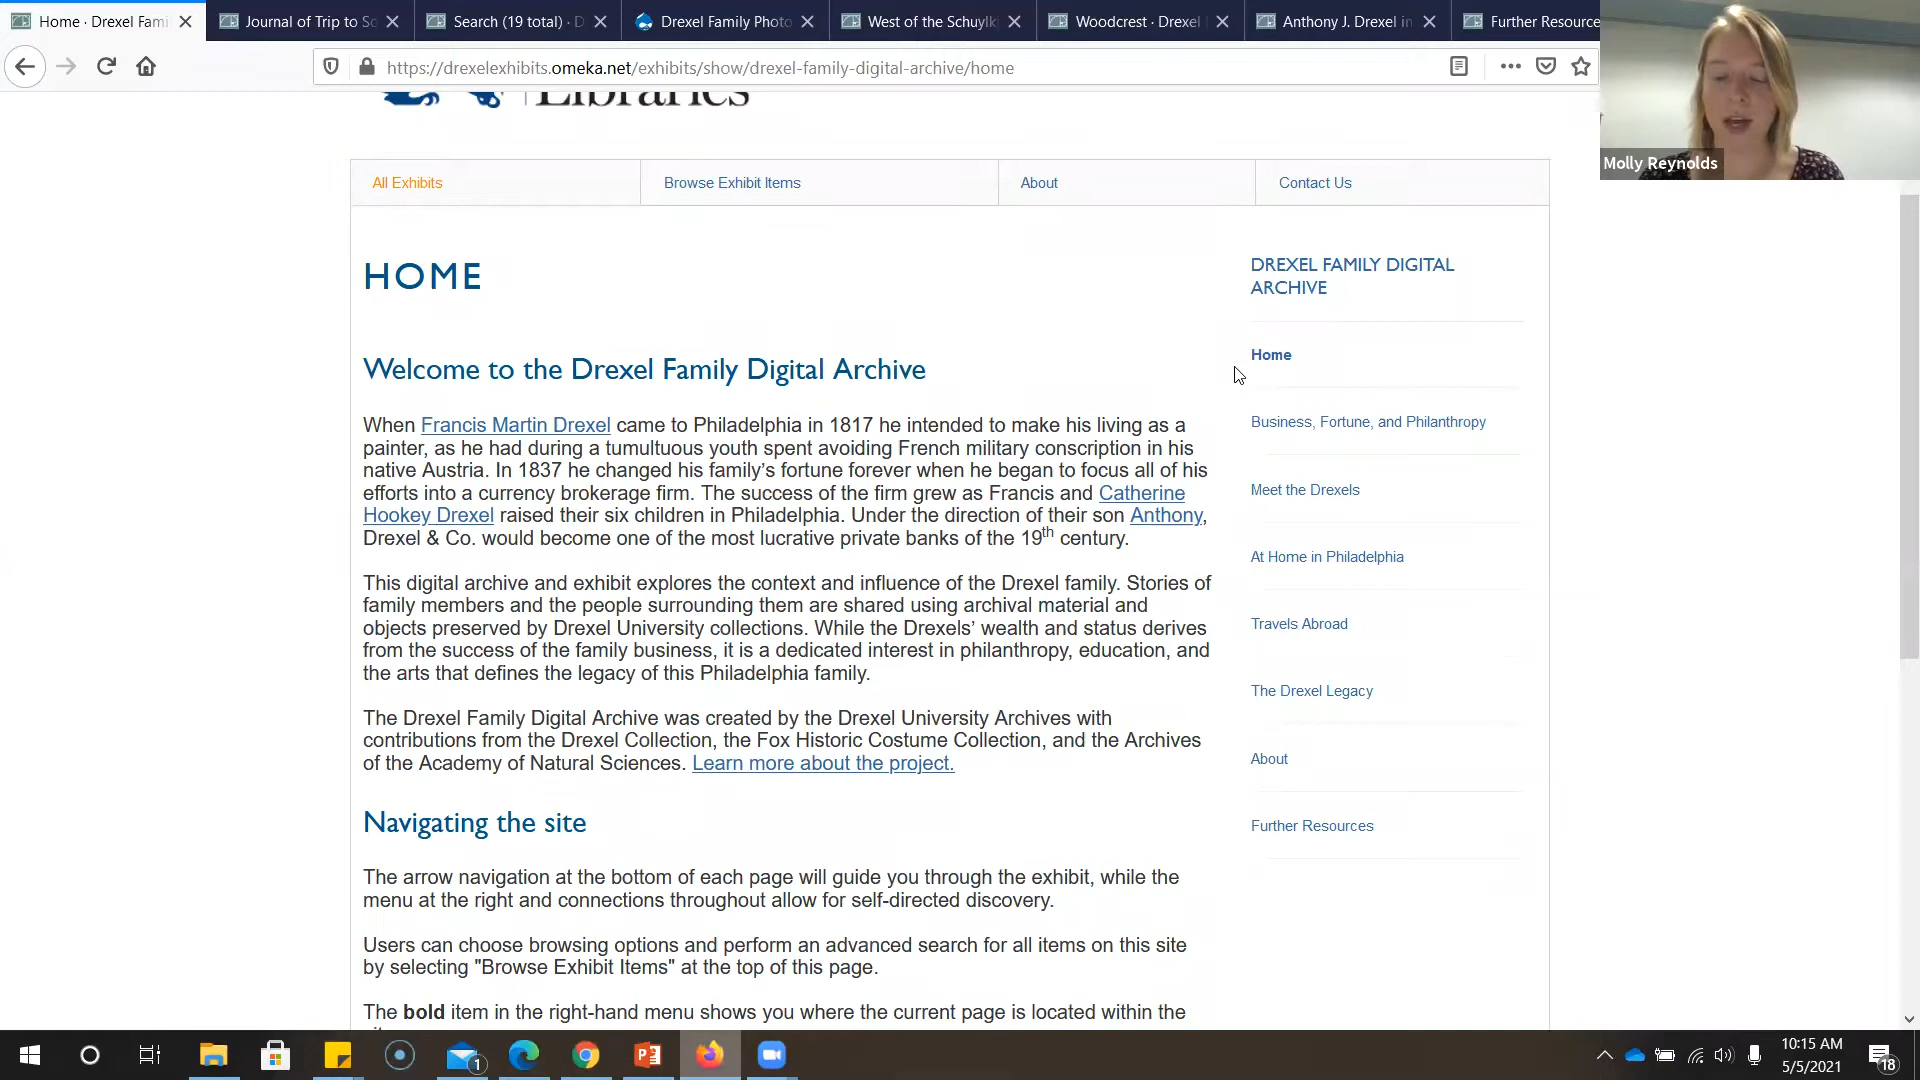 Home · Drexel Fami
Journal of Trip to So
Search (19 total) · D
Drexel Family Photo
West of the Schuylk
Woodcrest · Drexel
Anthony J. Drexel in
Further Resource
https://drexelexhibits.omeka.net/exhibits/show/drexel-family-digital-archive/home
Molly Reynolds
Libraries
All Exhibits
Browse Exhibit Items
About
Contact Us
HOME
Welcome to the Drexel Family Digital Archive
When Francis Martin Drexel came to Philadelphia in 1817 he intended to make his living as a
painter, as he had during a tumultuous youth spent avoiding French military conscription in his
native Austria. In 1837 he changed his family's fortune forever when he began to focus all of his
efforts into a currency brokerage firm. The success of the firm grew as Francis and Catherine
Hookey Drexel raised their six children in Philadelphia. Under the direction of their son Anthony,
Drexel & Co. would become one of the most lucrative private banks of the 19th century.
This digital archive and exhibit explores the context and influence of the Drexel family. Stories of
family members and the people surrounding them are shared using archival material and
objects preserved by Drexel University collections. While the Drexels' wealth and status derives
from the success of the family business, it is a dedicated interest in philanthropy, education, and
the arts that defines the legacy of this Philadelphia family.
The Drexel Family Digital Archive was created by the Drexel University Archives with
contributions from the Drexel Collection, the Fox Historic Costume Collection, and the Archives
of the Academy of Natural Sciences. Learn more about the project.
Navigating the site
The arrow navigation at the bottom of each page will guide you through the exhibit, while the
menu at the right and connections throughout allow for self-directed discovery.
Users can choose browsing options and perform an advanced search for all items on this site
by selecting "Browse Exhibit Items" at the top of this page.
The bold item in the right-hand menu shows you where the current page is located within the
DREXEL FAMILY DIGITAL
ARCHIVE
Home
Business, Fortune, and Philanthropy
Meet the Drexels
At Home in Philadelphia
Travels Abroad
The Drexel Legacy
About
Further Resources
1
10:15 AM
5/5/2021
18